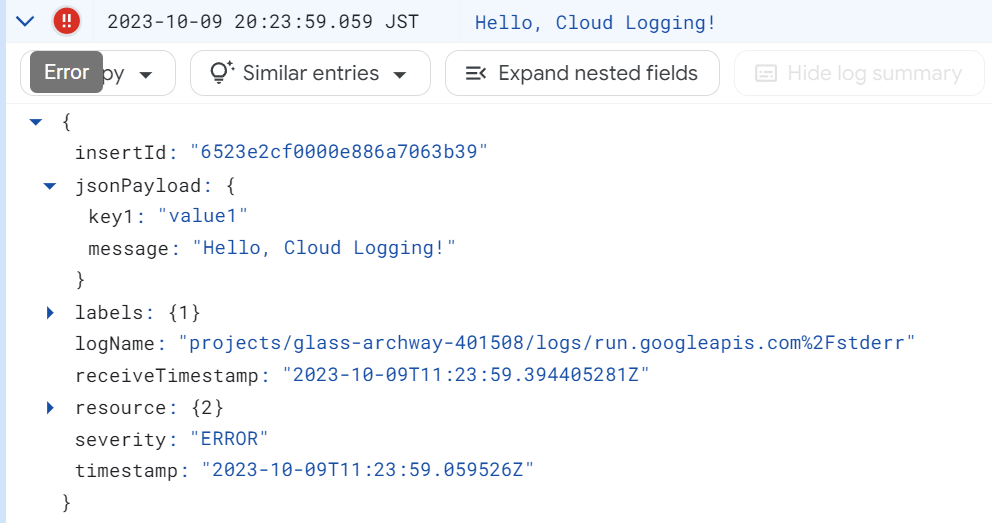 2023-10-09 20:23:59.059 JST Hello, Cloud Logging!
Error py Similar entries Expand nested fields Hide log summary
{
insertId: "6523e2cf0000e886a7063b39"
jsonPayload: {
key1: "value1"
message: "Hello, Cloud Logging!"
}
labels: {1}
logName: "projects/glass-archway-401508/logs/run.googleapis.com%2Fstderr"
receiveTimestamp: "2023-10-09T11:23:59.394405281Z"
resource: {2}
severity: "ERROR"
timestamp: "2023-10-09T11:23:59.059526Z"
}